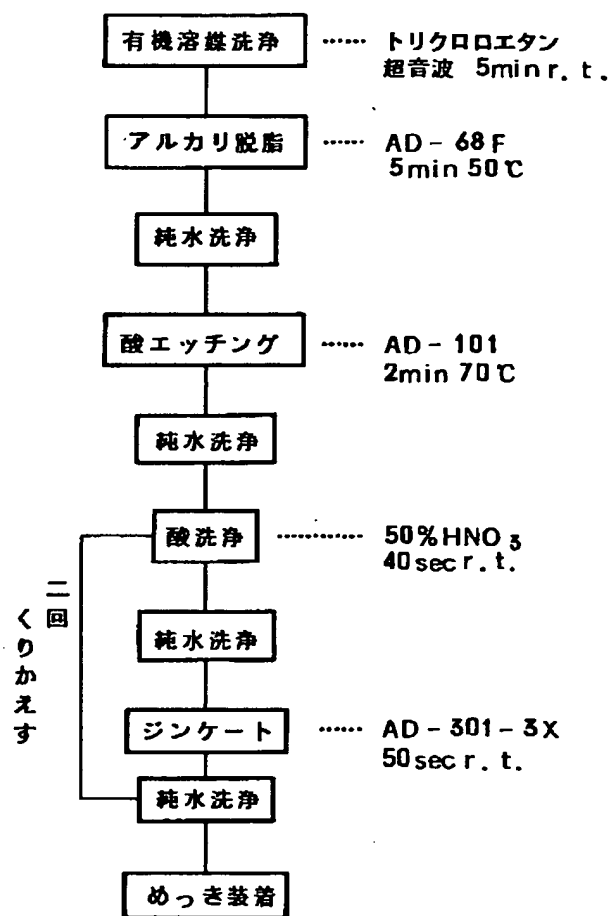 有機溶媒洗浄 …… トリクロロエタン
超音波 5min r. t.
アルカリ脱脂 …… AD-68F
5min 50℃
純水洗浄
酸エッチング …… AD-101
2min 70℃
純水洗浄
酸洗浄 ………… 50%HNO3
40sec r. t.
純水洗浄
ジンケート …… AD-301-3X
50sec r. t.
純水洗浄
二回
くりかえす
めっき装着